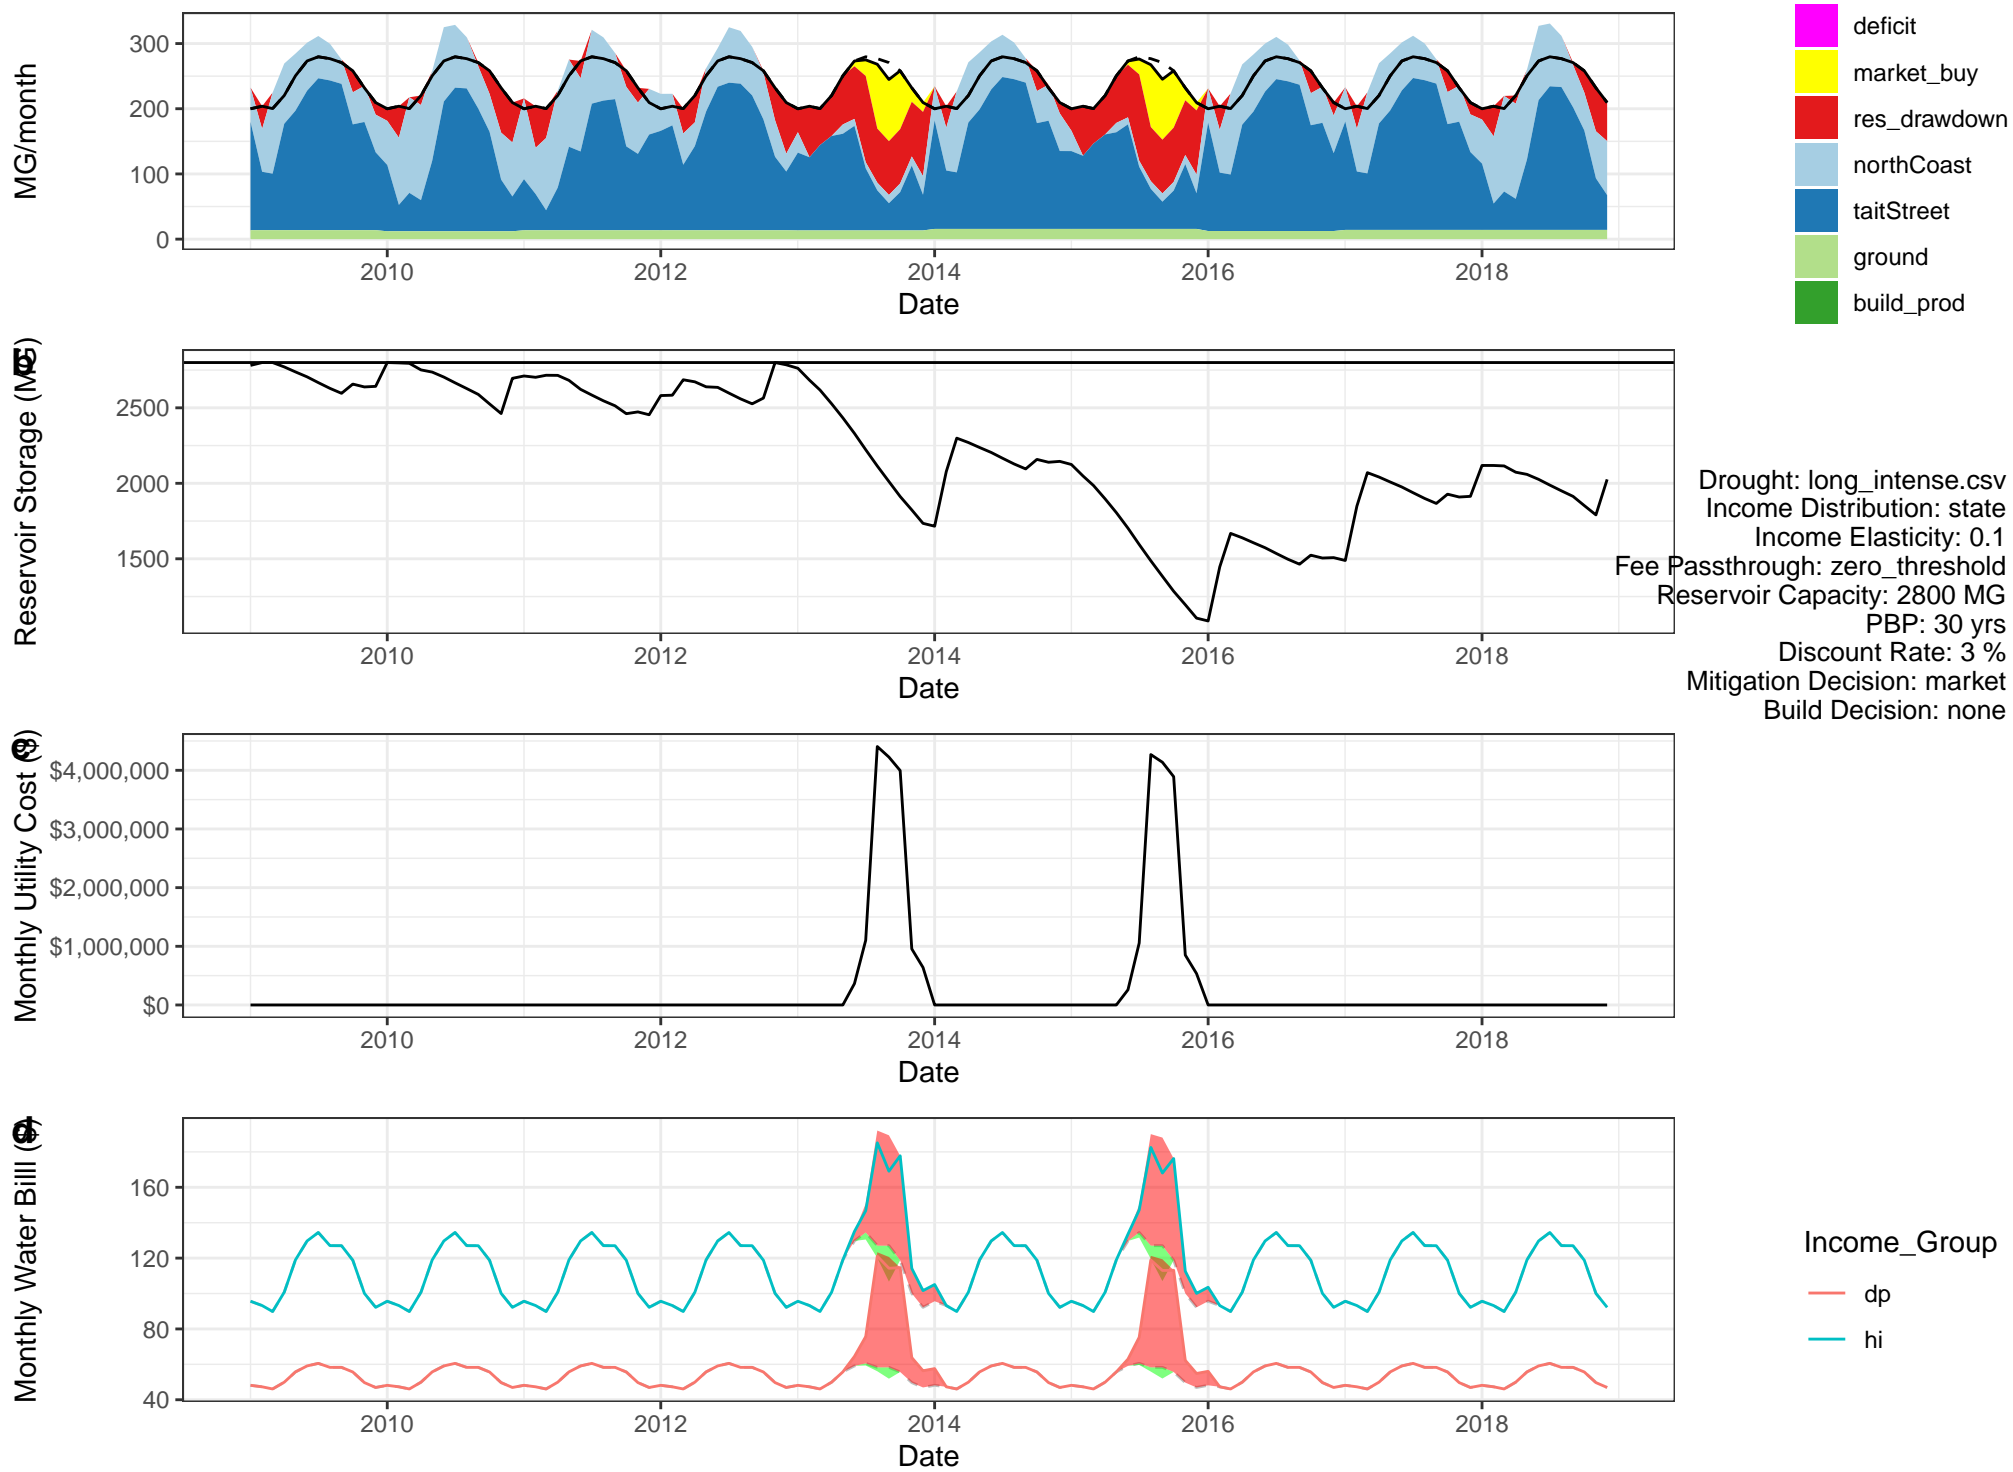 MG/month
300
200
100
0
2010 2012 2014 2016 2018
Date
deficit
market_buy
res_drawdown
northCoast
taitStreet
ground
build_prod
b
Reservoir Storage (MG)
2500
2000
1500
2010 2012 2014 2016 2018
Date
Drought: long_intense.csv
Income Distribution: state
Income Elasticity: 0.1
Fee Passthrough: zero_threshold
Reservoir Capacity: 2800 MG
PBP: 30 yrs
Discount Rate: 3 %
Mitigation Decision: market
Build Decision: none
c
Monthly Utility Cost ($)
$4,000,000
$3,000,000
$2,000,000
$1,000,000
$0
2010 2012 2014 2016 2018
Date
d
Monthly Water Bill ($)
160
120
80
40
2010 2012 2014 2016 2018
Date
Income_Group
dp
hi